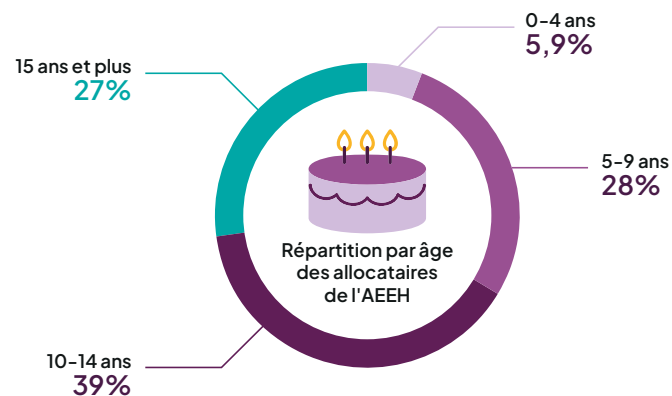 0-4 ans
5,9%
15 ans et plus
27%
5-9 ans
28%
Répartition par âge
des allocataires
de l'AEEH
10-14 ans
39%